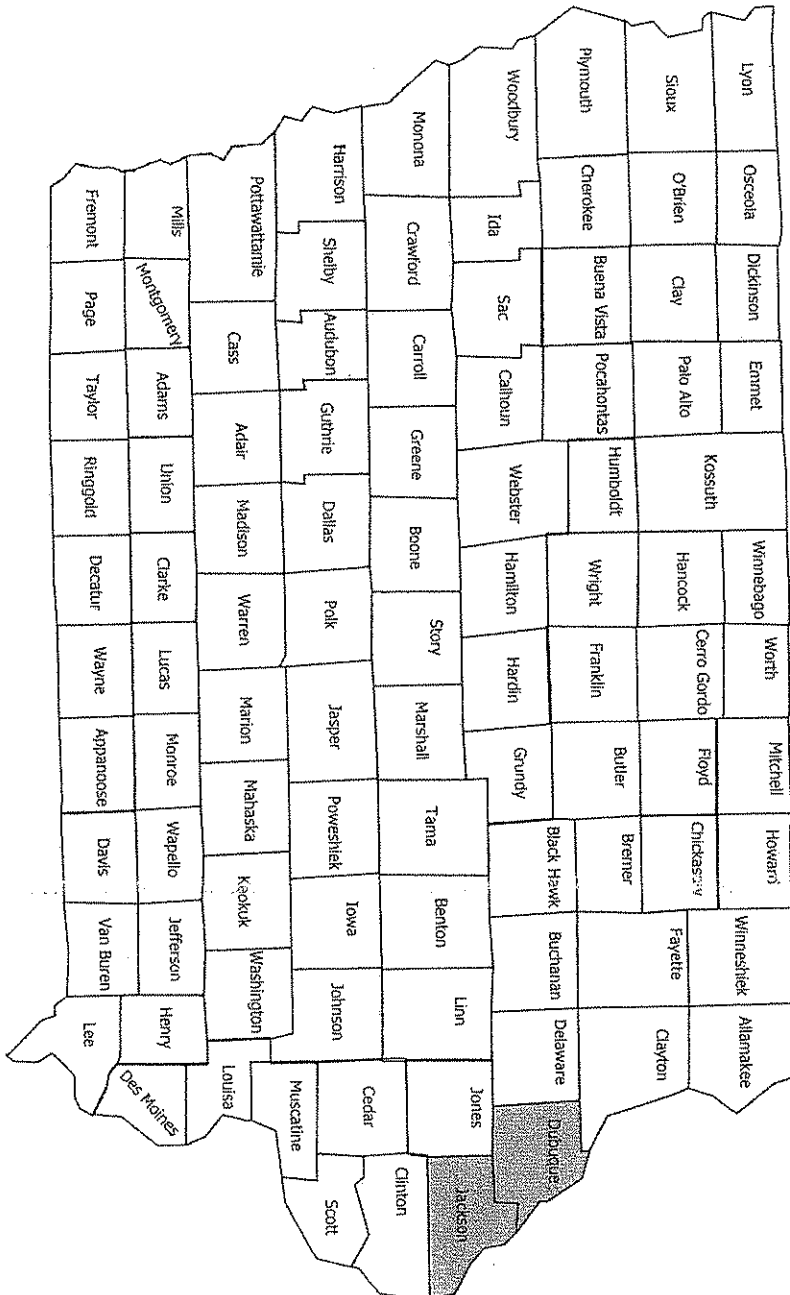 Lyon
Osceola
Dickinson
Emmet
Winnebago
Worth
Mitchell
Howard
Winneshiek
Allamakee
Sioux
O'Brien
Clay
Palo Alto
Kossuth
Hancock
Cerro Gordo
Floyd
Chickasaw
Fayette
Clayton
Plymouth
Cherokee
Buena Vista
Pocahontas
Humboldt
Wright
Franklin
Butler
Bremer
Woodbury
Ida
Sac
Calhoun
Webster
Hamilton
Hardin
Grundy
Black Hawk
Buchanan
Delaware
Dubuque
Monona
Crawford
Carroll
Greene
Boone
Story
Marshall
Tama
Benton
Linn
Jones
Jackson
Harrison
Shelby
Audubon
Guthrie
Dallas
Polk
Jasper
Poweshiek
Iowa
Johnson
Cedar
Clinton
Muscatine
Scott
Pottawattamie
Cass
Adair
Madison
Warren
Marion
Mahaska
Keokuk
Washington
Louisa
Mills
Montgomery
Adams
Union
Clarke
Lucas
Monroe
Wapello
Jefferson
Henry
Des Moines
Fremont
Page
Taylor
Ringgold
Decatur
Wayne
Appanoose
Davis
Van Buren
Lee